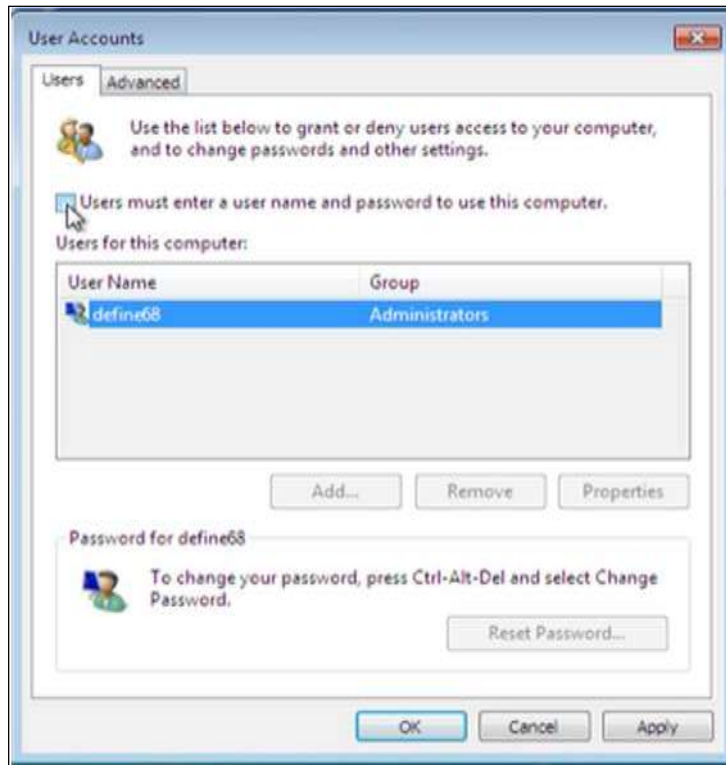 User Accounts
Users Advanced
Use the list below to grant or deny users access to your computer,
and to change passwords and other settings.
Users must enter a user name and password to use this computer.
Users for this computer:
User Name Group
define68 Administrators
Add... Remove Properties
Password for define68
To change your password, press Ctrl-Alt-Del and select Change
Password.
Reset Password...
OK Cancel Apply